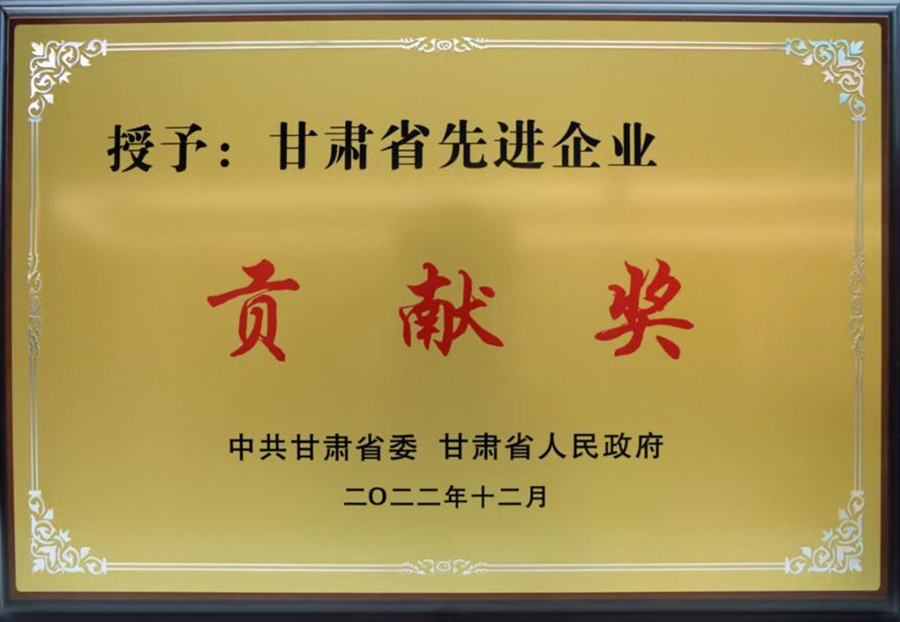 授予：甘肃省先进企业
贡献奖
中共甘肃省委 甘肃省人民政府
二〇二二年十二月